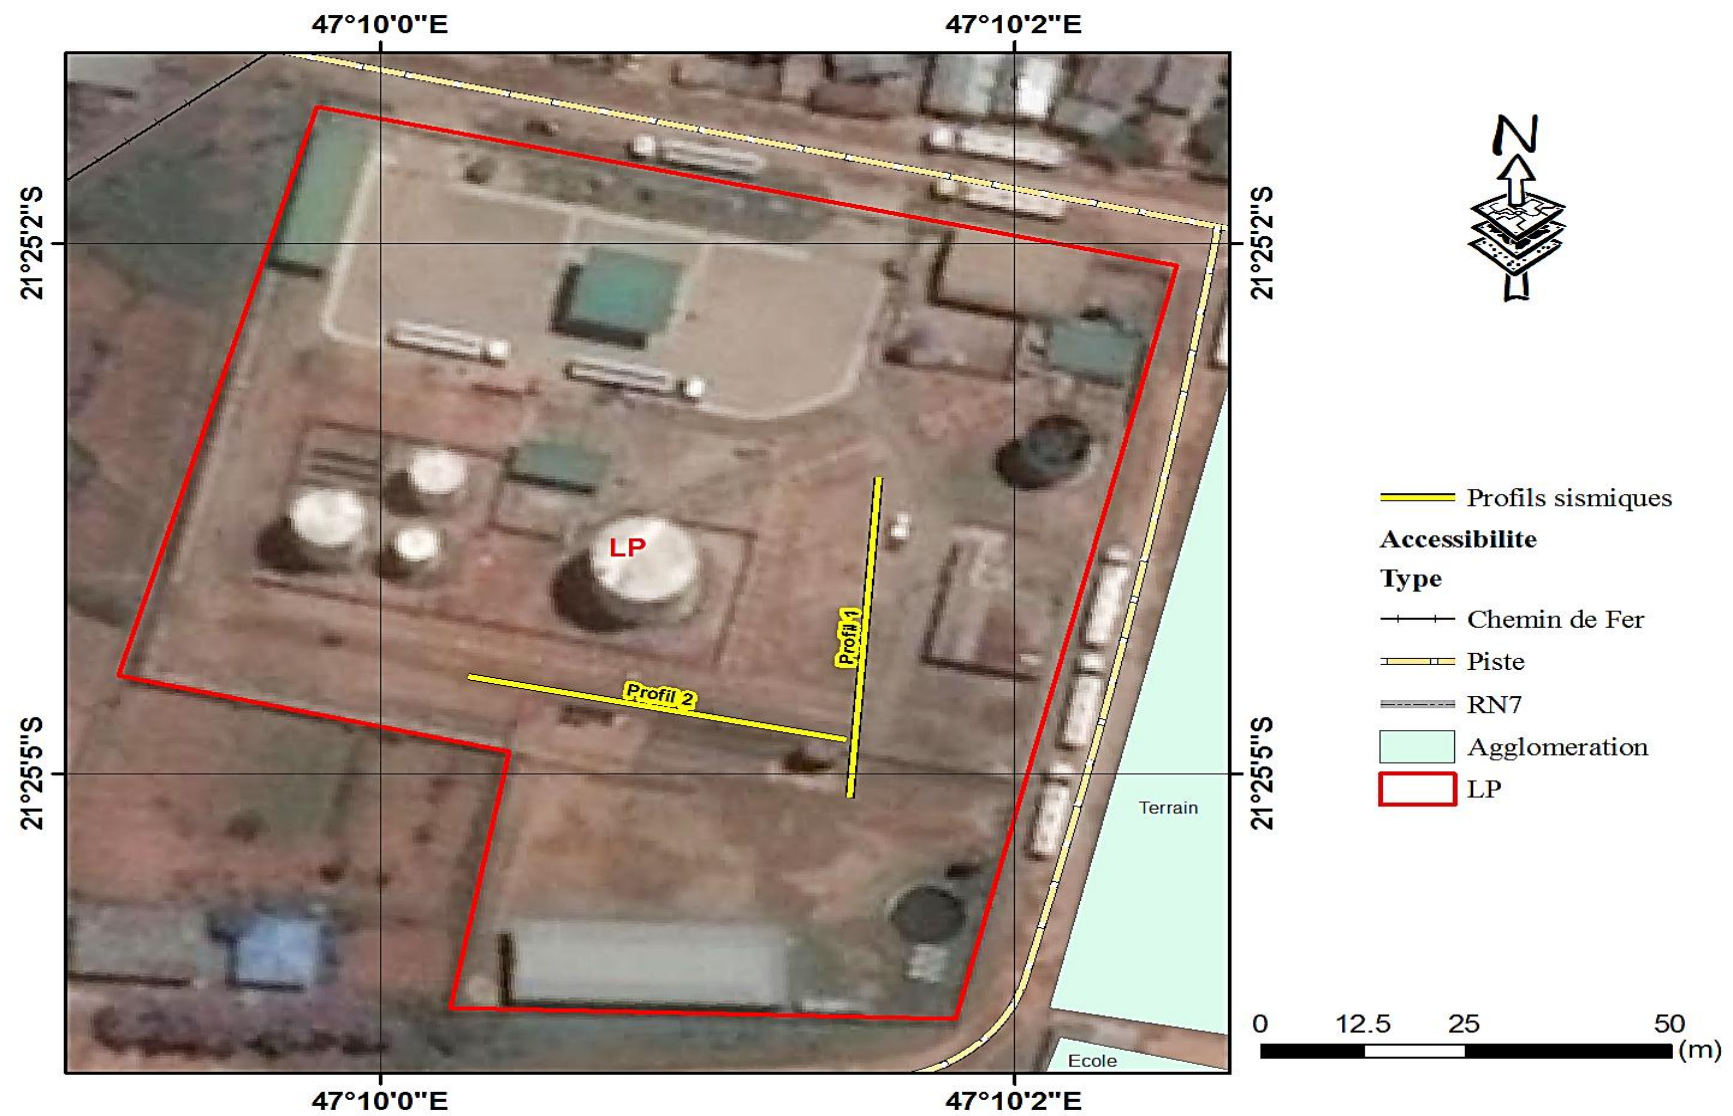 47°10'0"E
47°10'2"E
N
21°25'2"S
21°25'2"S
LP
Profil 1
Profil 2
21°25'5"S
21°25'5"S
Terrain
Ecole
47°10'0"E
47°10'2"E
Profils sismiques
Accessibilite
Type
Chemin de Fer
Piste
RN7
Agglomeration
LP
0 12.5 25 50
(m)